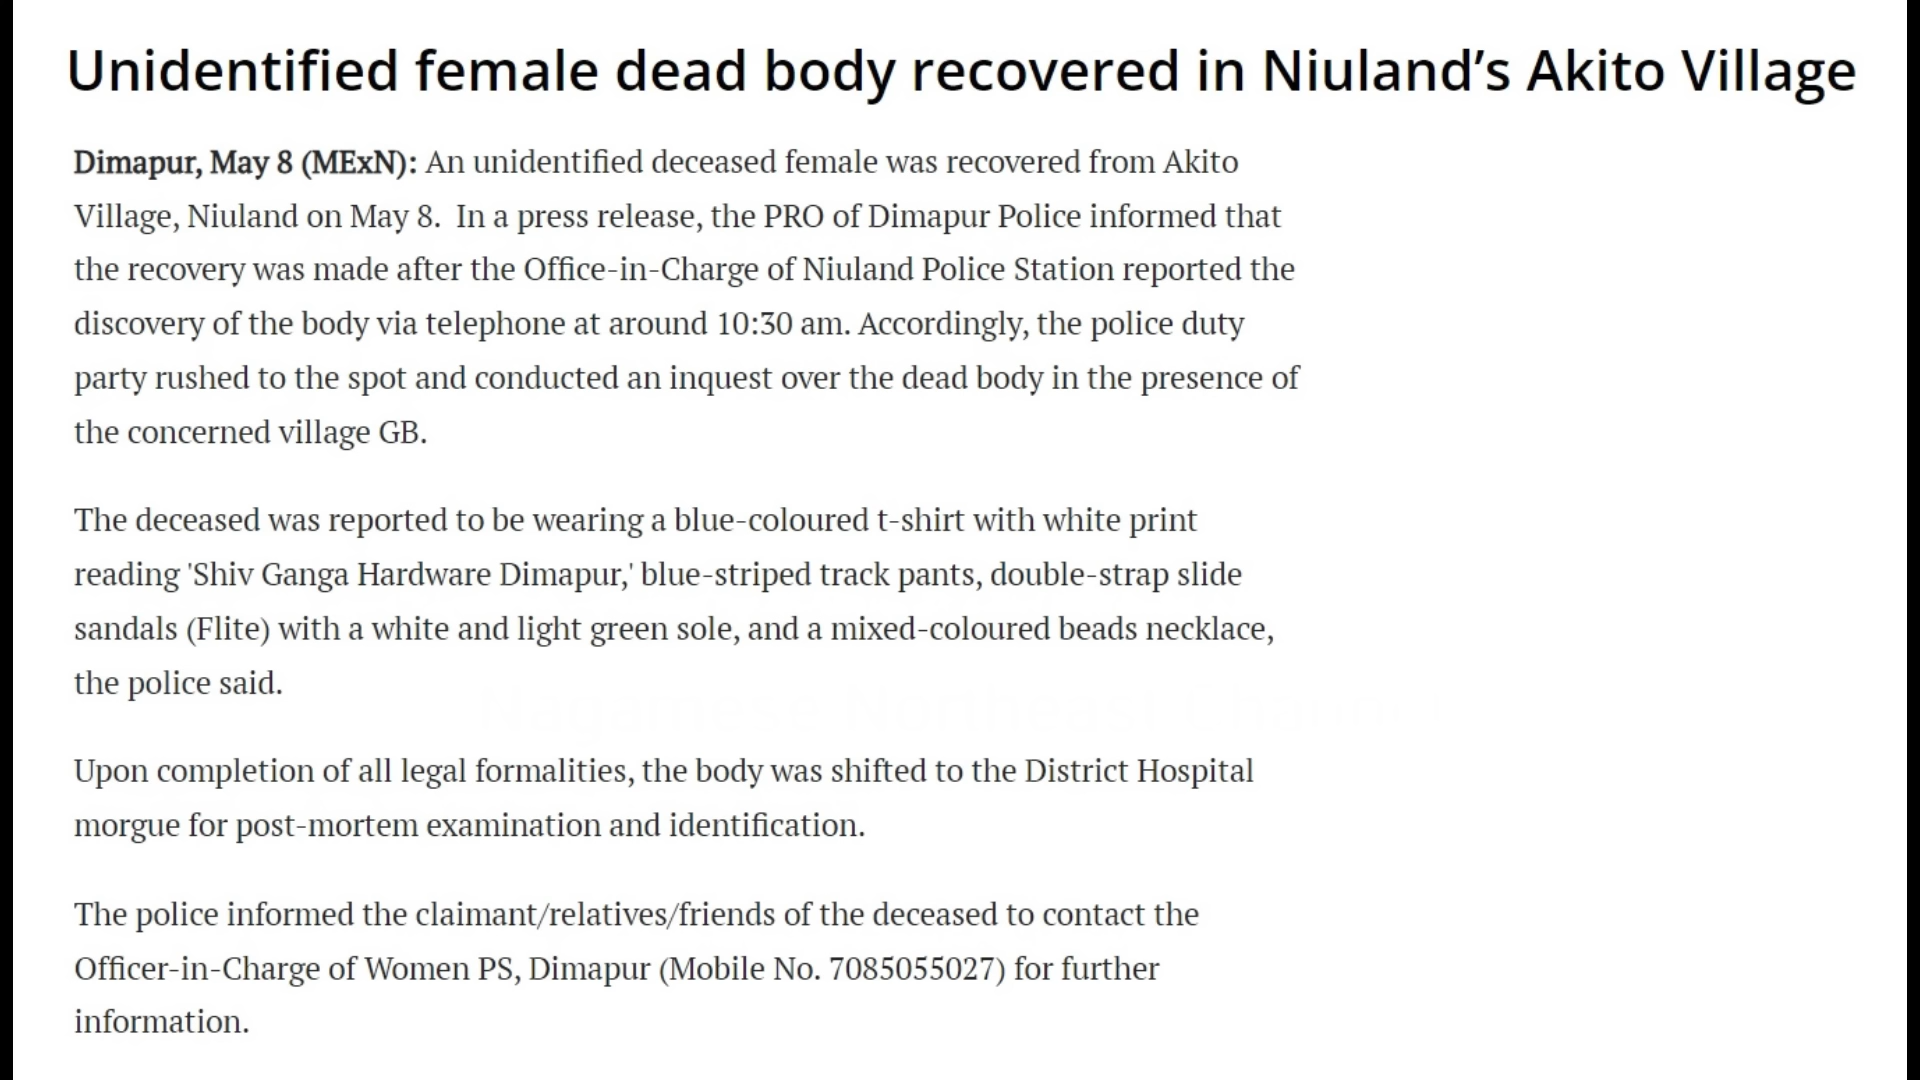 Unidentified female dead body recovered in Niuland’s Akito Village
Dimapur, May 8 (MExN): An unidentified deceased female was recovered from Akito
Village, Niuland on May 8.  In a press release, the PRO of Dimapur Police informed that
the recovery was made after the Office-in-Charge of Niuland Police Station reported the
discovery of the body via telephone at around 10:30 am. Accordingly, the police duty
party rushed to the spot and conducted an inquest over the dead body in the presence of
the concerned village GB.
The deceased was reported to be wearing a blue-coloured t-shirt with white print
reading 'Shiv Ganga Hardware Dimapur,' blue-striped track pants, double-strap slide
sandals (Flite) with a white and light green sole, and a mixed-coloured beads necklace,
the police said.
Upon completion of all legal formalities, the body was shifted to the District Hospital
morgue for post-mortem examination and identification.
The police informed the claimant/relatives/friends of the deceased to contact the
Officer-in-Charge of Women PS, Dimapur (Mobile No. 7085055027) for further
information.